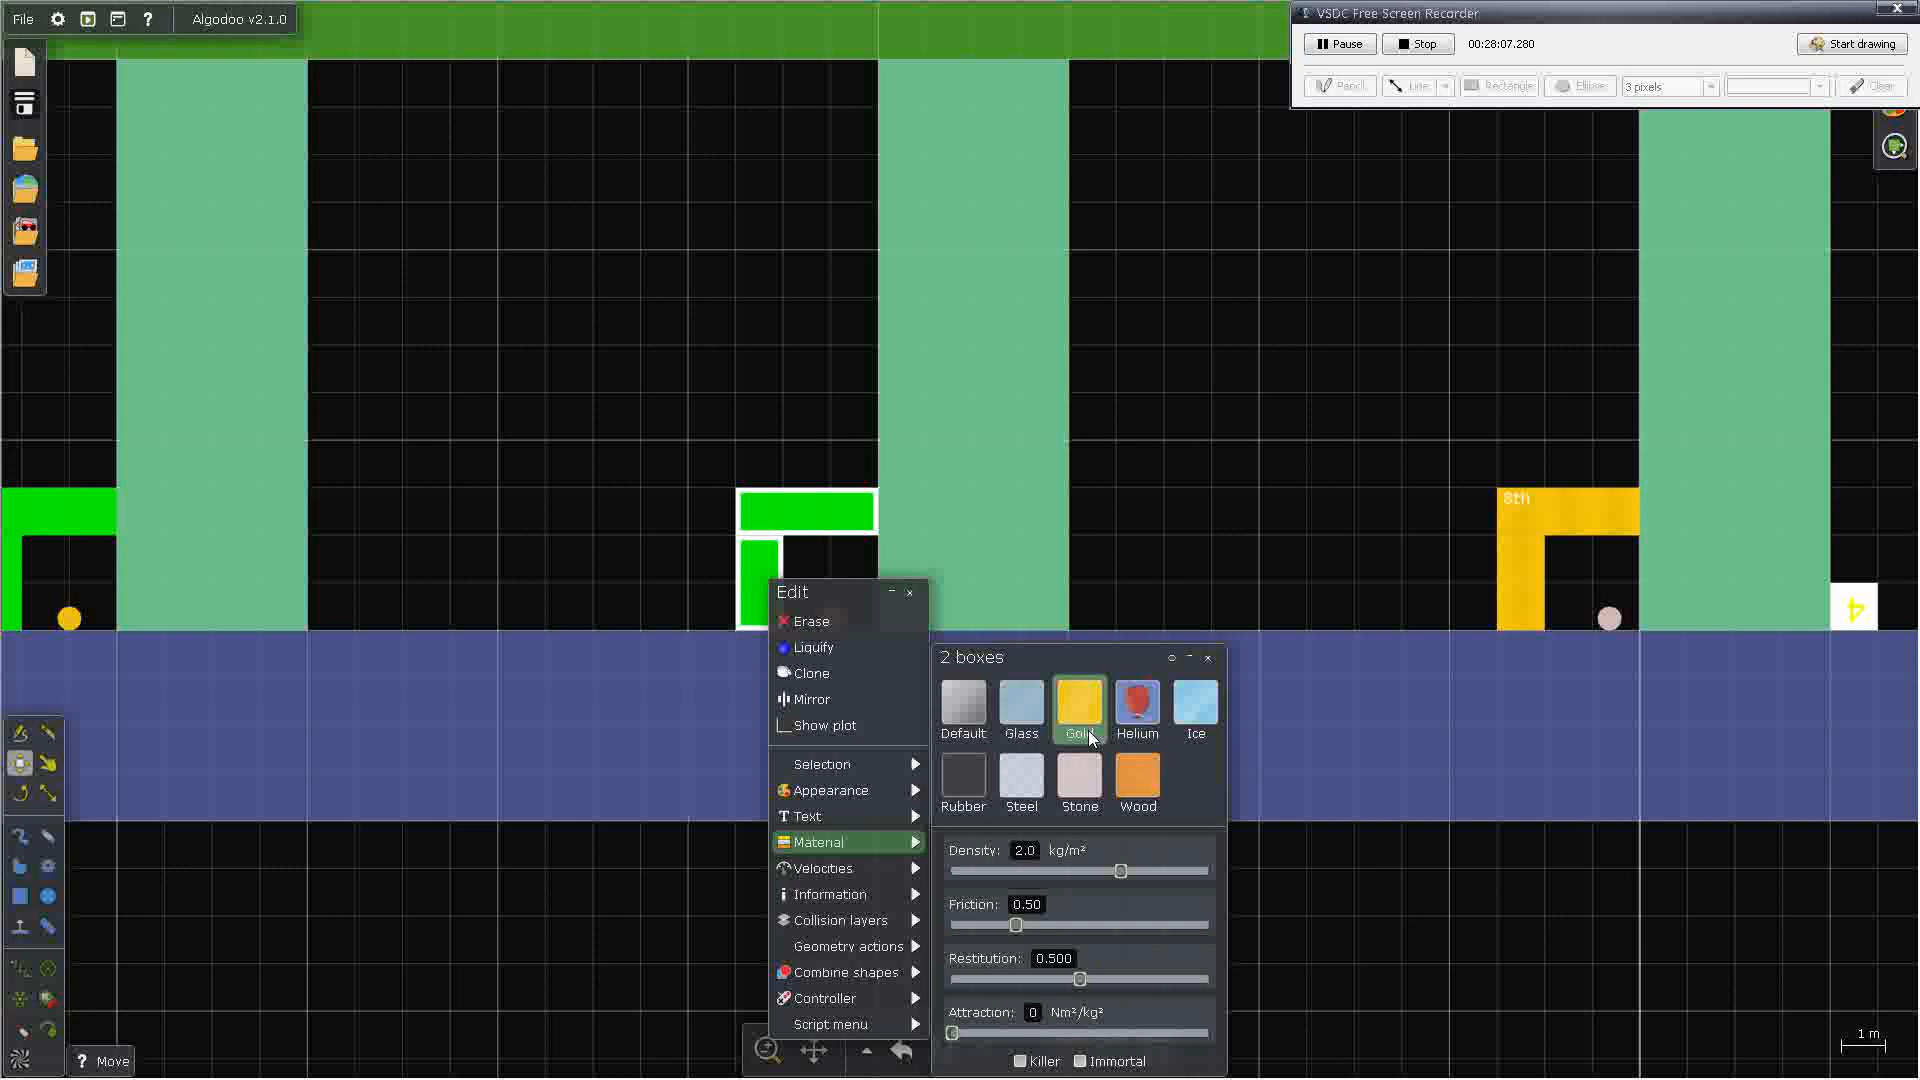 File
Algodoo v2.1.0
VSDC Free Screen Recorder
Pause
Stop
00:28:07.280
Start drawing
Pencil
Line
Rectangle
Ellipse
3 pixels
Clear
8th
4
Edit
Erase
Liquify
Clone
Mirror
Show plot
Selection
Appearance
Text
Material
Velocities
Information
Collision layers
Geometry actions
Combine shapes
Controller
Script menu
2 boxes
Default
Glass
Gold
Helium
Ice
Rubber
Steel
Stone
Wood
Density: 2.0 kg/m²
Friction: 0.50
Restitution: 0.500
Attraction: 0 Nm²/kg²
Killer
Immortal
? Move
1 m